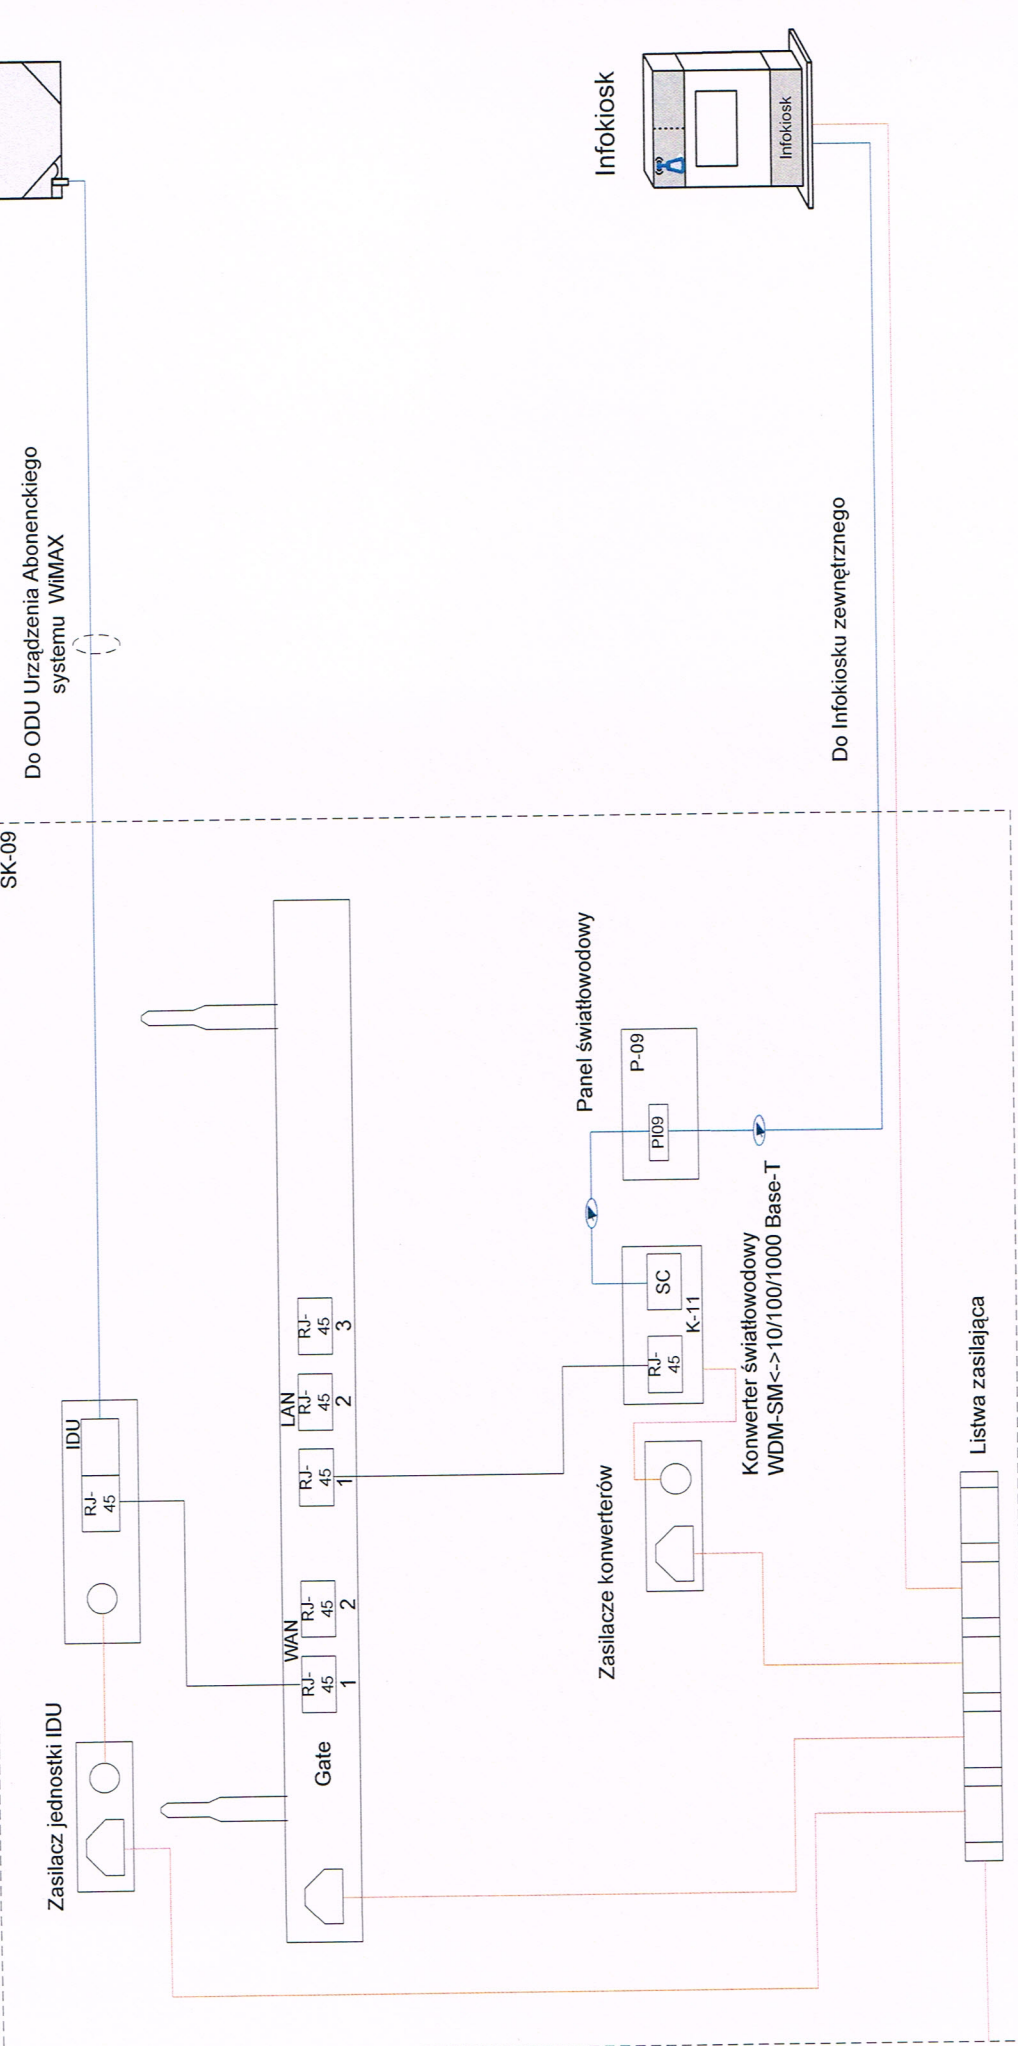 SK-09
Do ODU Urządzenia Abonenckiego
systemu WiMAX
Infokiosk
Infokiosk
Do Infokiosku zewnętrznego
Zasilacz jednostki IDU
IDU
RJ-
45
Gate
WAN
RJ-
45
1
RJ-
45
2
LAN
RJ-
45
1
RJ-
45
2
RJ-
45
3
Panel światłowodowy
P-09
PI09
Zasilacze konwerterów
RJ-
45
SC
K-11
Konwerter światłowodowy
WDM-SM<->10/100/1000 Base-T
Listwa zasilająca